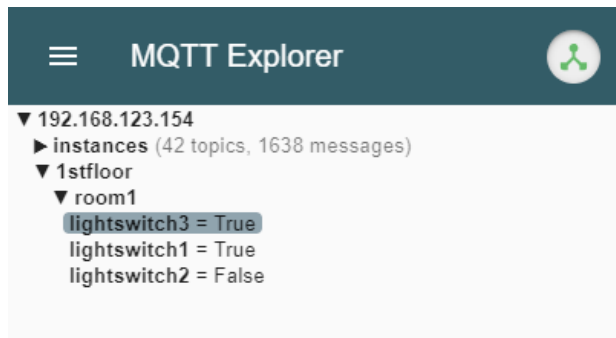 MQTT Explorer
192.168.123.154
instances (42 topics, 1638 messages)
1stfloor
room1
lightswitch3 = True
lightswitch1 = True
lightswitch2 = False